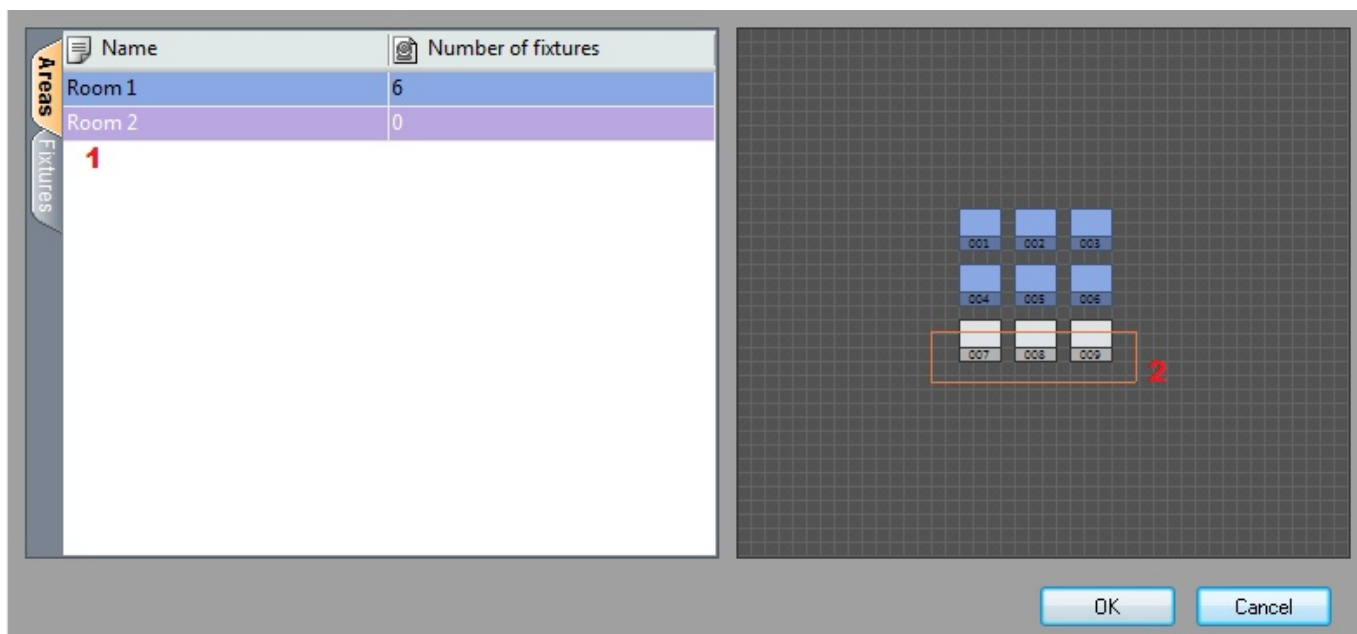 Areas
Fixtures
Name Number of fixtures
Room 1 6
Room 2 0
1
001 002 003
004 005 006
007 008 009
2
OK Cancel